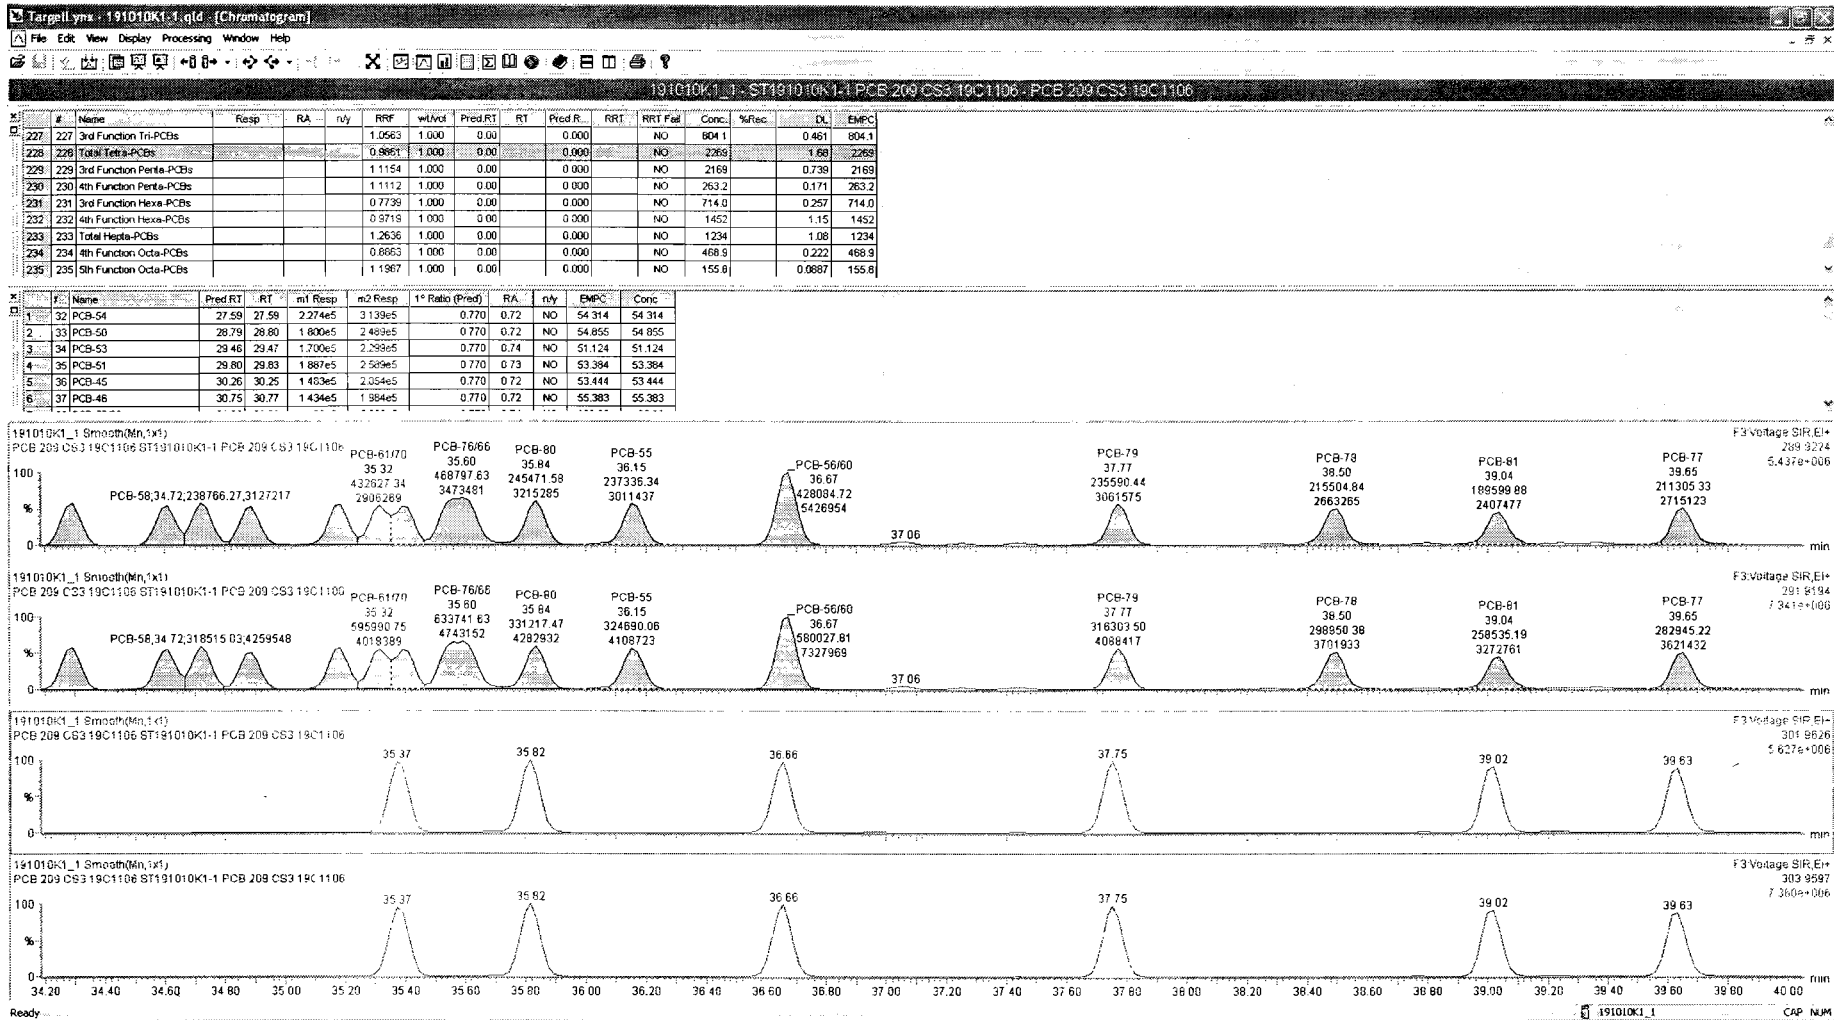 TargetLynx - 191010K1-1.qld - [Chromatogram]
File Edit View Display Processing Window Help
191010K1_1 - ST191010K1-1 PCB 209 CS3 19C1106 - PCB 209 CS3 19C1106
# Name Resp RA n/y RRF wt/vol Pred.RT RT Pred R... RRT RRT Fail Conc. %Rec DL EMPC
227 227 3rd Function Tri-PCBs 1.0563 1.000 0.00 0.000 NO 804.1 0.461 804.1
228 228 Total Tetra-PCBs 0.9851 1.000 0.00 0.000 NO 2269 1.68 2269
229 229 3rd Function Penta-PCBs 1.1154 1.000 0.00 0.000 NO 2169 0.739 2169
230 230 4th Function Penta-PCBs 1.1112 1.000 0.00 0.000 NO 263.2 0.171 263.2
231 231 3rd Function Hexa-PCBs 0.7739 1.000 0.00 0.000 NO 714.0 0.257 714.0
232 232 4th Function Hexa-PCBs 0.9719 1.000 0.00 0.000 NO 1452 1.15 1452
233 233 Total Hepta-PCBs 1.2636 1.000 0.00 0.000 NO 1234 1.08 1234
234 234 4th Function Octa-PCBs 0.8863 1.000 0.00 0.000 NO 468.9 0.222 468.9
235 235 5th Function Octa-PCBs 1.1987 1.000 0.00 0.000 NO 155.8 0.0887 155.8
# Name Pred.RT RT m1 Resp m2 Resp 1° Ratio (Pred) RA n/y EMPC Conc
1 32 PCB-54 27.59 27.59 2.274e5 3.139e5 0.770 0.72 NO 54.314 54.314
2 33 PCB-50 28.79 28.80 1.800e5 2.489e5 0.770 0.72 NO 54.855 54.855
3 34 PCB-53 29.46 29.47 1.700e5 2.299e5 0.770 0.74 NO 51.124 51.124
4 35 PCB-51 29.80 29.83 1.887e5 2.589e5 0.770 0.73 NO 53.384 53.384
5 36 PCB-45 30.26 30.25 1.483e5 2.054e5 0.770 0.72 NO 53.444 53.444
6 37 PCB-46 30.75 30.77 1.434e5 1.984e5 0.770 0.72 NO 55.383 55.383
191010K1_1 Smooth(Mn,1x1)
PCB 209 CS3 19C1106 ST191010K1-1 PCB 209 CS3 19C1106
F3:Voltage SIR,EI+
289.9224
5.437e+006
PCB-58;34.72;238766.27;3127217
PCB-61/70
35.32
432627.34
2906269
PCB-76/66
35.60
468797.63
3473481
PCB-80
35.84
245471.58
3215285
PCB-55
36.15
237336.34
3011437
PCB-56/60
36.67
428084.72
5426954
37.06
PCB-79
37.77
235590.44
3061575
PCB-78
38.50
215504.84
2663265
PCB-81
39.04
189599.88
2407477
PCB-77
39.65
211305.33
2715123
100
%
0
min
191010K1_1 Smooth(Mn,1x1)
PCB 209 CS3 19C1106 ST191010K1-1 PCB 209 CS3 19C1106
F3:Voltage SIR,EI+
291.9194
7.341e+006
PCB-58;34.72;318515.03;4259548
PCB-61/70
35.32
595990.75
4018389
PCB-76/66
35.60
633741.63
4743152
PCB-80
35.84
331217.47
4282932
PCB-55
36.15
324690.06
4108723
PCB-56/60
36.67
580027.81
7327969
37.06
PCB-79
37.77
316303.50
4088417
PCB-78
38.50
298950.38
3701933
PCB-81
39.04
258535.19
3272761
PCB-77
39.65
282945.22
3621432
100
%
0
min
191010K1_1 Smooth(Mn,1x1)
PCB 209 CS3 19C1106 ST191010K1-1 PCB 209 CS3 19C1106
F3:Voltage SIR,EI+
301.9626
5.627e+006
35.37 35.82 36.66 37.75 39.02 39.63
100
%
0
min
191010K1_1 Smooth(Mn,1x1)
PCB 209 CS3 19C1106 ST191010K1-1 PCB 209 CS3 19C1106
F3:Voltage SIR,EI+
303.9597
7.360e+006
35.37 35.82 36.66 37.75 39.02 39.63
100
%
0
min
34.20 34.40 34.60 34.80 35.00 35.20 35.40 35.60 35.80 36.00 36.20 36.40 36.60 36.80 37.00 37.20 37.40 37.60 37.80 38.00 38.20 38.40 38.60 38.80 39.00 39.20 39.40 39.60 39.80 40.00
Ready
191010K1_1
CAP NUM